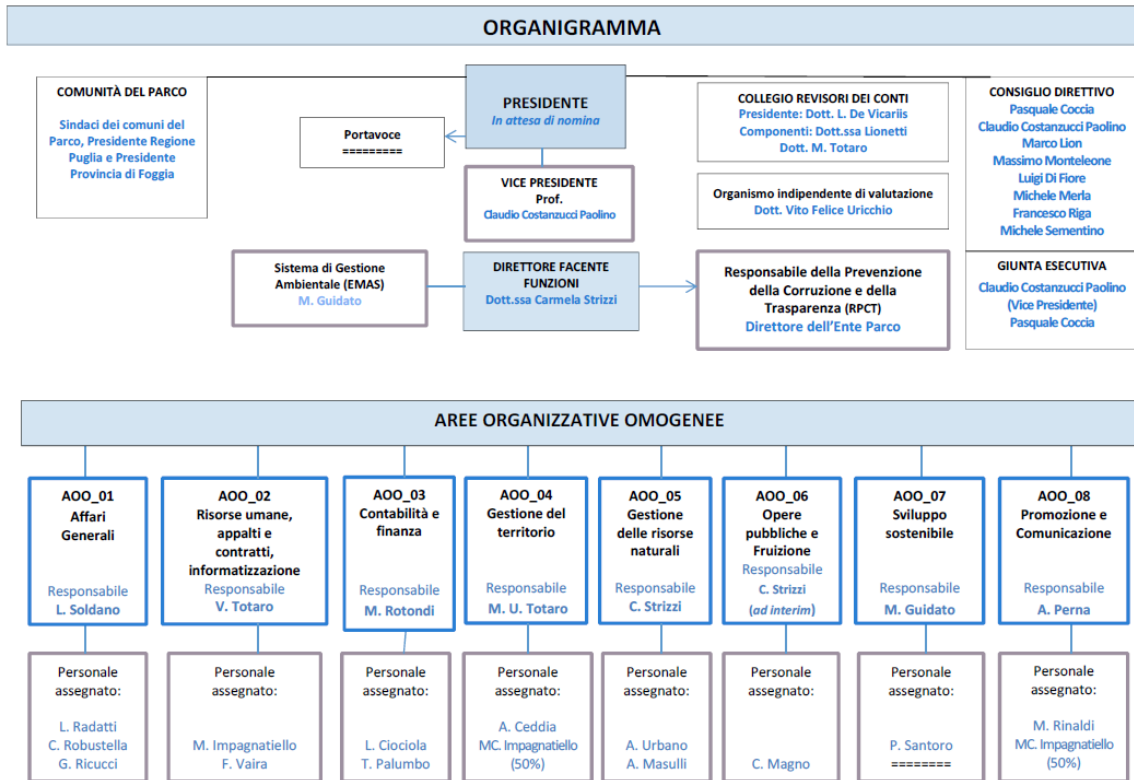 ORGANIGRAMMA
COMUNITÀ DEL PARCO
Sindaci dei comuni del
Parco, Presidente Regione
Puglia e Presidente
Provincia di Foggia
Portavoce
=========
PRESIDENTE
In attesa di nomina
VICE PRESIDENTE
Prof.
Claudio Costanzucci Paolino
COLLEGIO REVISORI DEI CONTI
Presidente: Dott. L. De Vicariis
Componenti: Dott.ssa Lionetti
Dott. M. Totaro
Organismo indipendente di valutazione
Dott. Vito Felice Uricchio
CONSIGLIO DIRETTIVO
Pasquale Coccia
Claudio Costanzucci Paolino
Marco Lion
Massimo Monteleone
Luigi Di Fiore
Michele Merla
Francesco Riga
Michele Sementino
GIUNTA ESECUTIVA
Claudio Costanzucci Paolino
(Vice Presidente)
Pasquale Coccia
Sistema di Gestione
Ambientale (EMAS)
M. Guidato
DIRETTORE FACENTE
FUNZIONI
Dott.ssa Carmela Strizzi
Responsabile della Prevenzione
della Corruzione e della
Trasparenza (RPCT)
Direttore dell'Ente Parco
AREE ORGANIZZATIVE OMOGENEE
AOO_01
Affari
Generali
Responsabile
L. Soldano
AOO_02
Risorse umane,
appalti e
contratti,
informatizzazione
Responsabile
V. Totaro
AOO_03
Contabilità e
finanza
Responsabile
M. Rotondi
AOO_04
Gestione del
territorio
Responsabile
M. U. Totaro
AOO_05
Gestione
delle risorse
naturali
Responsabile
C. Strizzi
AOO_06
Opere
pubbliche e
Fruizione
Responsabile
C. Strizzi
(ad interim)
AOO_07
Sviluppo
sostenibile
Responsabile
M. Guidato
AOO_08
Promozione e
Comunicazione
Responsabile
A. Perna
Personale
assegnato:
L. Radatti
C. Robustella
G. Ricucci
Personale
assegnato:
M. Impagnatiello
F. Vaira
Personale
assegnato:
L. Ciociola
T. Palumbo
Personale
assegnato:
A. Ceddia
MC. Impagnatiello
(50%)
Personale
assegnato:
A. Urbano
A. Masulli
Personale
assegnato:
C. Magno
Personale
assegnato:
P. Santoro
========
Personale
assegnato:
M. Rinaldi
MC. Impagnatiello
(50%)